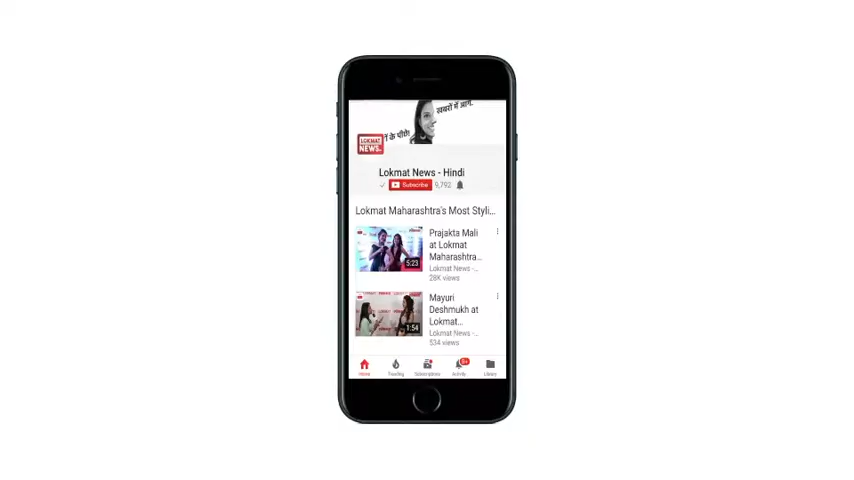 खबरों में आग..
के पीछे!
LOKMAT
NEWS
Lokmat News - Hindi
Subscribe 9,792
Lokmat Maharashtra's Most Styli...
Prajakta Mali
at Lokmat
Maharashtra...
Lokmat News -...
28K views
5:23
Mayuri
Deshmukh at
Lokmat...
Lokmat News -...
534 views
1:54
Home Trending Subscriptions Activity Library
9+